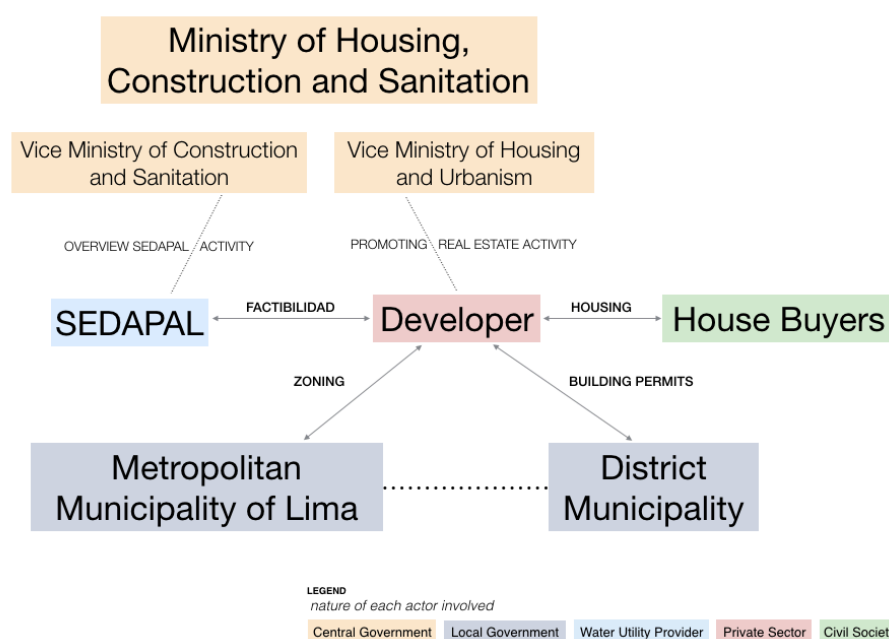 Ministry of Housing,
Construction and Sanitation
Vice Ministry of Construction
and Sanitation
Vice Ministry of Housing
and Urbanism
OVERVIEW SEDAPAL ACTIVITY
PROMOTING REAL ESTATE ACTIVITY
SEDAPAL
FACTIBILIDAD
Developer
HOUSING
House Buyers
ZONING
BUILDING PERMITS
Metropolitan
Municipality of Lima
District
Municipality
LEGEND
nature of each actor involved
Central Government
Local Government
Water Utility Provider
Private Sector
Civil Societ